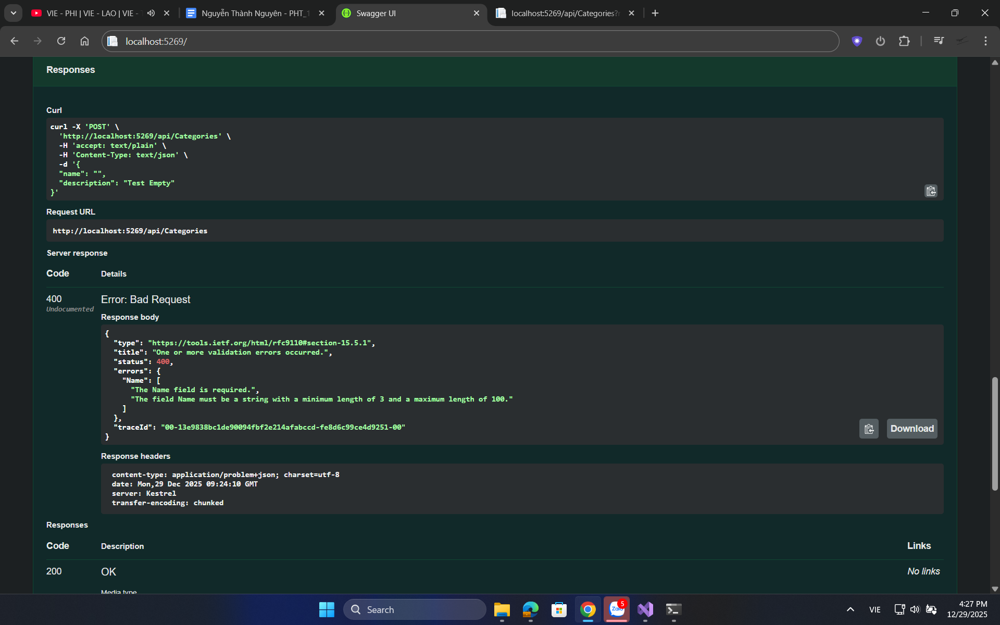 VIE - PHI | VIE - LAO | VIE -
Nguyễn Thành Nguyên - PHT_1
Swagger UI
localhost:5269/api/Categories?
localhost:5269/
Responses
Curl
curl -X 'POST' \
'http://localhost:5269/api/Categories' \
-H 'accept: text/plain' \
-H 'Content-Type: text/json' \
-d '{
"name": "",
"description": "Test Empty"
}'
Request URL
http://localhost:5269/api/Categories
Server response
Code
Details
400
Undocumented
Error: Bad Request
Response body
{
"type": "https://tools.ietf.org/html/rfc9110#section-15.5.1",
"title": "One or more validation errors occurred.",
"status": 400,
"errors": {
"Name": [
"The Name field is required.",
"The field Name must be a string with a minimum length of 3 and a maximum length of 100."
]
},
"traceId": "00-13e9838bc1de90094fbf2e214afabccd-fe8d6c99ce4d9251-00"
}
Download
Response headers
content-type: application/problem+json; charset=utf-8
date: Mon,29 Dec 2025 09:24:10 GMT
server: Kestrel
transfer-encoding: chunked
Responses
Code
Description
Links
200
OK
No links
Media type
Search
Zalo
5
VIE
4:27 PM
12/29/2025